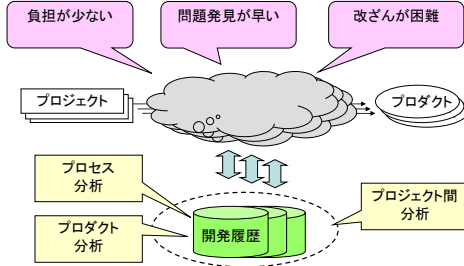 負担が少ない
問題発見が早い
改ざんが困難
プロジェクト
プロダクト
プロセス
分析
プロダクト
分析
開発履歴
プロジェクト間
分析